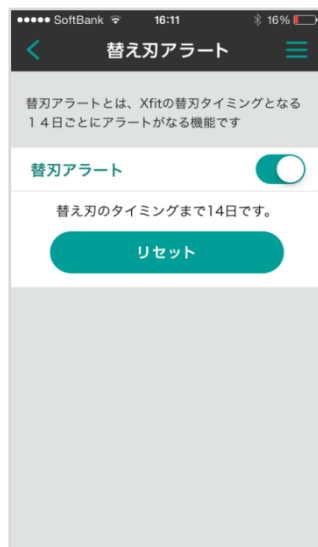 SoftBank 16:11 16%
替え刃アラート
替刃アラートとは、Xfitの替刃タイミングとなる
１４日ごとにアラートがなる機能です
替刃アラート
替え刃のタイミングまで14日です。
リセット